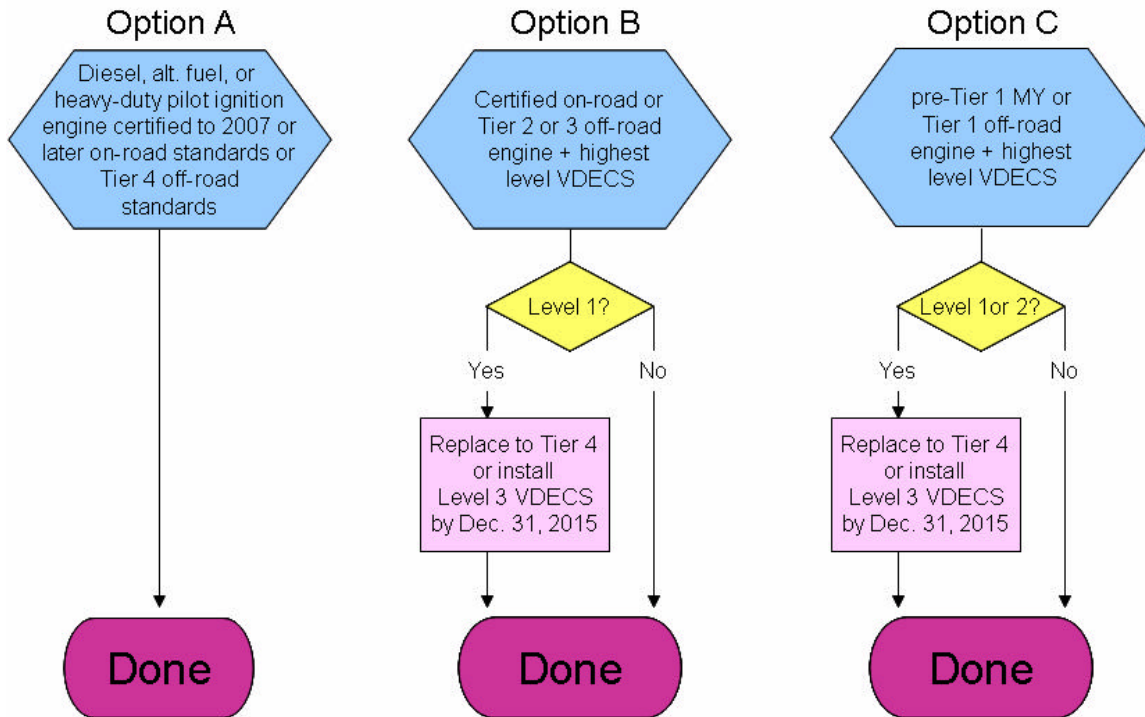 Option A
Diesel, alt. fuel, or
heavy-duty pilot ignition
engine certified to 2007 or
later on-road standards or
Tier 4 off-road
standards
Done
Option B
Certified on-road or
Tier 2 or 3 off-road
engine + highest
level VDECS
Level 1?
Yes
No
Replace to Tier 4
or install
Level 3 VDECS
by Dec. 31, 2015
Done
Option C
pre-Tier 1 MY or
Tier 1 off-road
engine + highest
level VDECS
Level 1or 2?
Yes
No
Replace to Tier 4
or install
Level 3 VDECS
by Dec. 31, 2015
Done